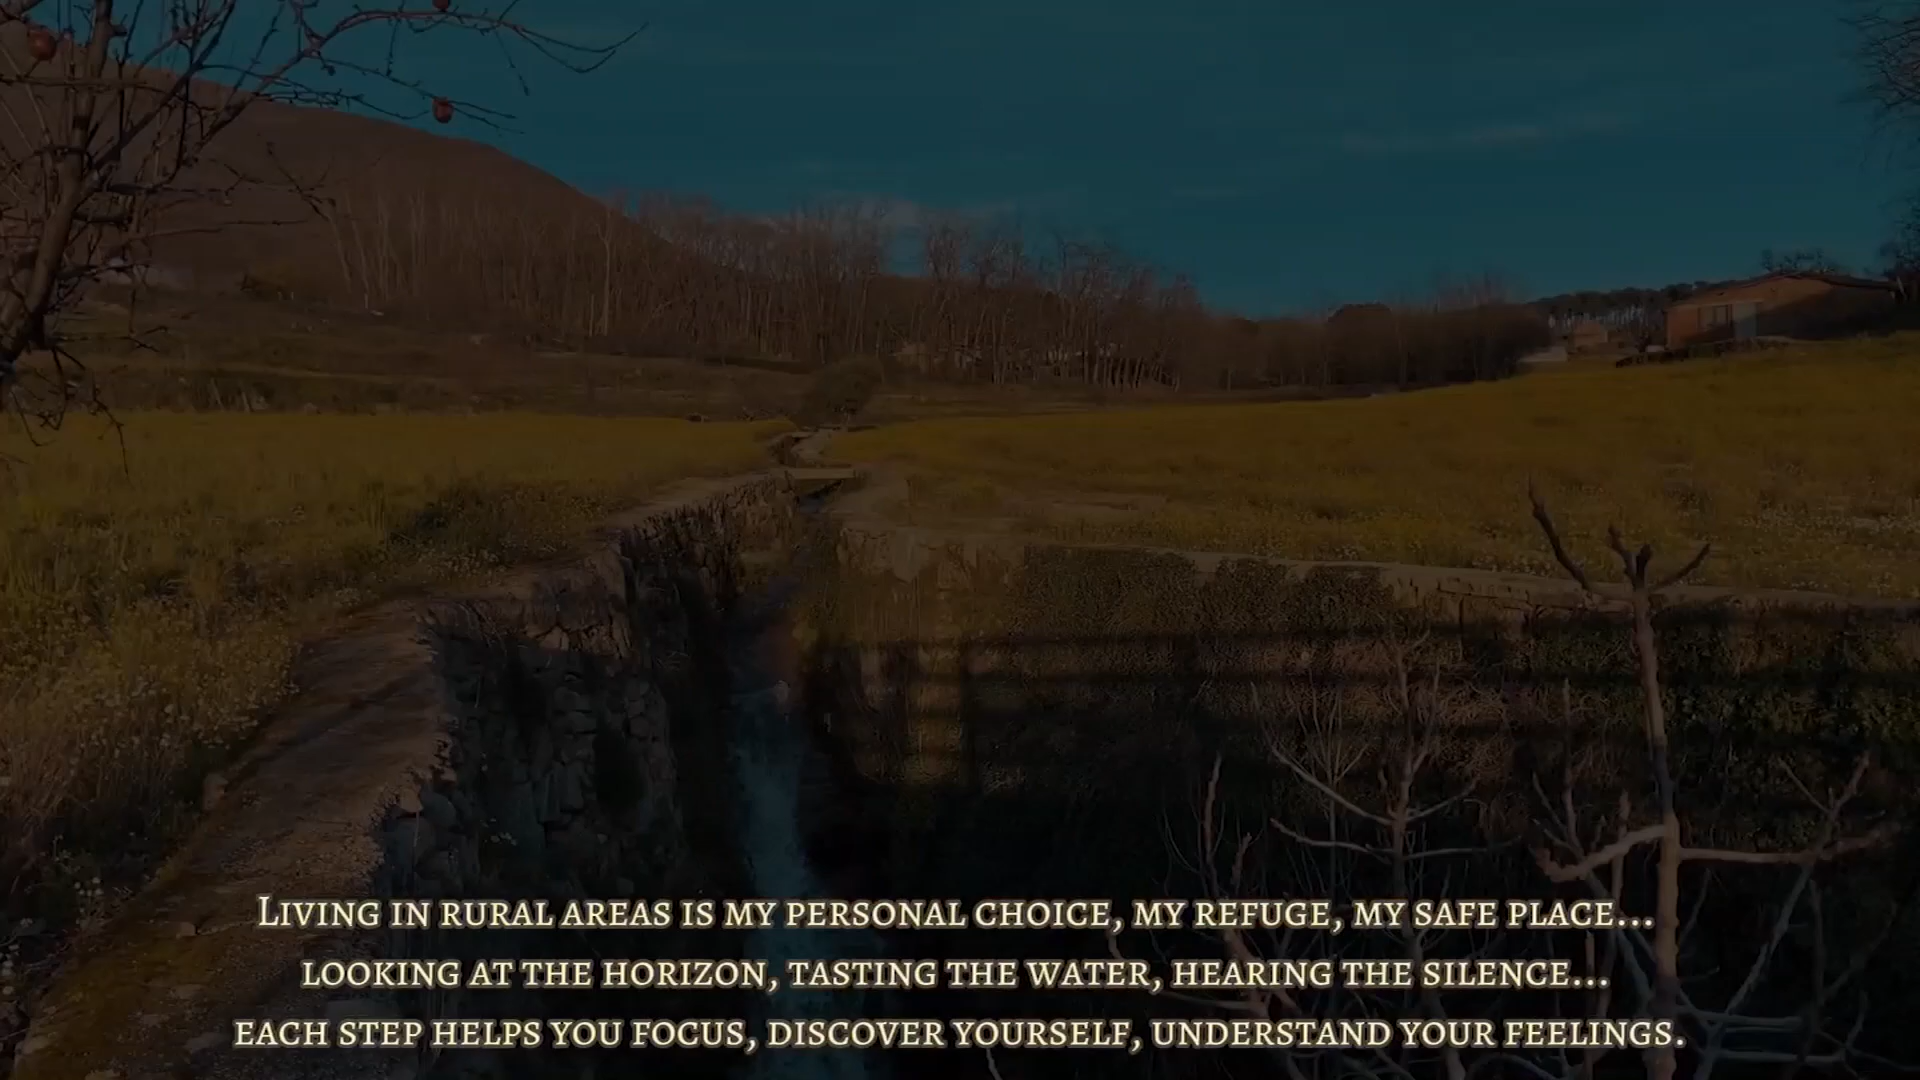 Living in rural areas is my personal choice, my refuge, my safe place...
looking at the horizon, tasting the water, hearing the silence...
each step helps you focus, discover yourself, understand your feelings.